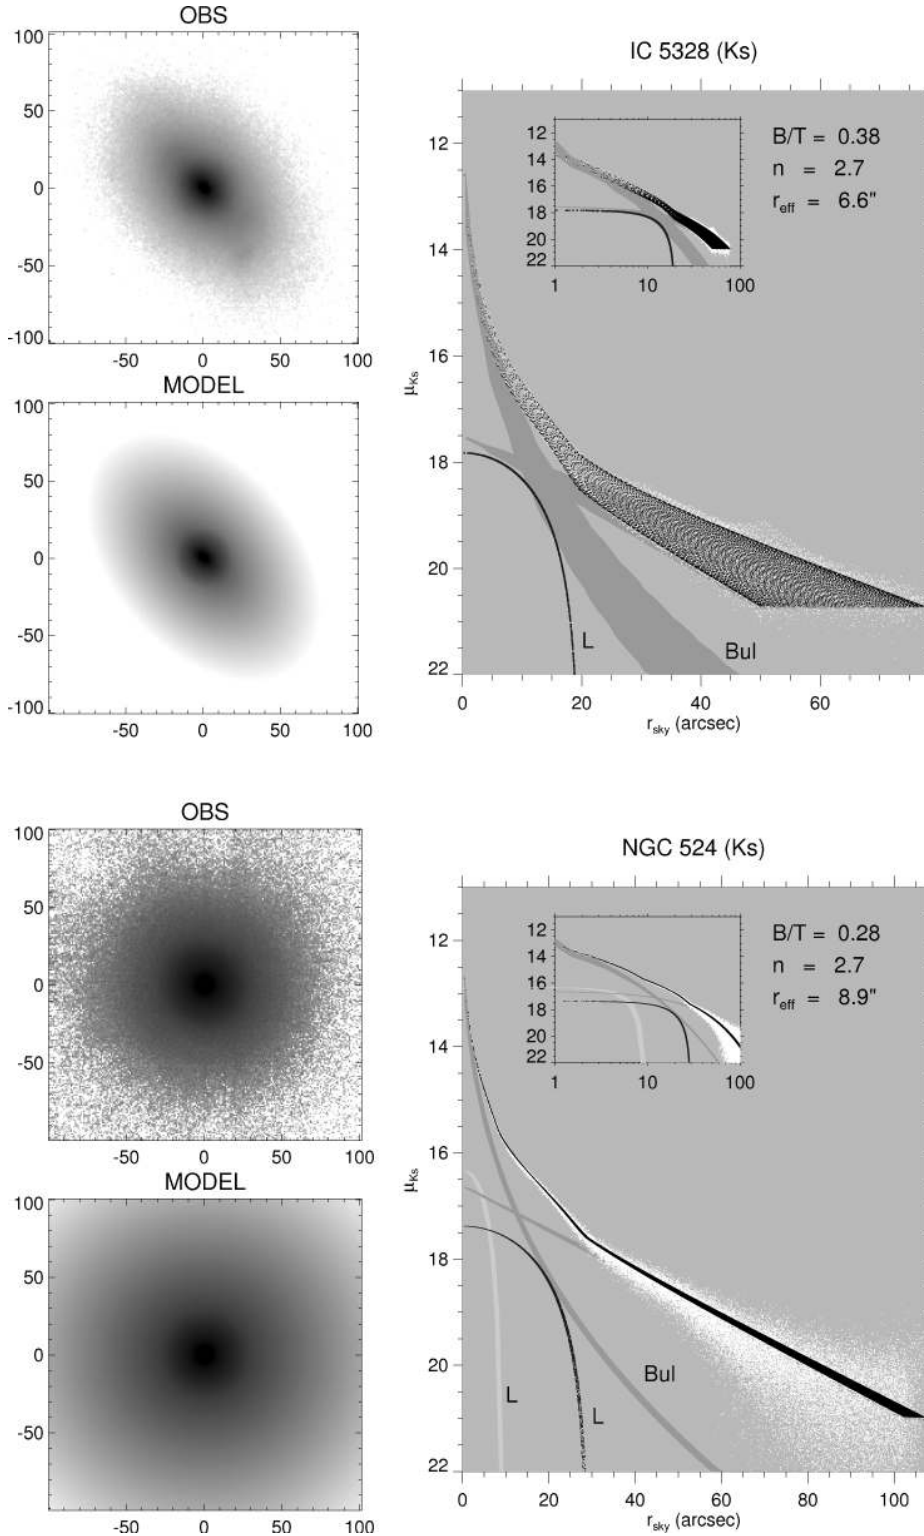 OBS
100
50
0
-50
-100
-50 0 50 100
MODEL
100
50
0
-50
-100
-50 0 50 100
IC 5328 (Ks)
12
14
16
18
20
22
μKs
0 20 40 60
rsky (arcsec)
12
14
16
18
20
22
1 10 100
B/T = 0.38
n = 2.7
reff = 6.6"
L
Bul
OBS
100
50
0
-50
-50 0 50 100
MODEL
100
50
0
-50
-50 0 50 100
NGC 524 (Ks)
12
14
16
18
20
22
μKs
0 20 40 60 80 100
rsky (arcsec)
12
14
16
18
20
22
1 10 100
B/T = 0.28
n = 2.7
reff = 8.9"
L
L
Bul